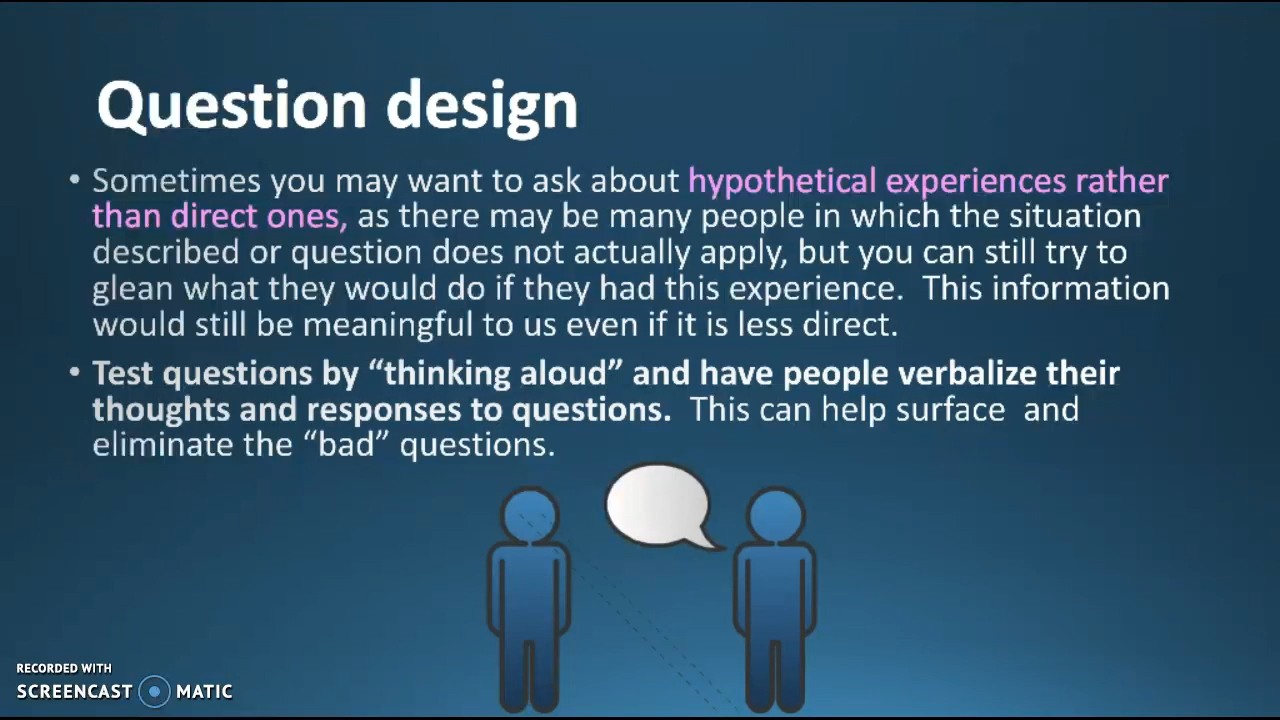 Question design
• Sometimes you may want to ask about hypothetical experiences rather
than direct ones, as there may be many people in which the situation
described or question does not actually apply, but you can still try to
glean what they would do if they had this experience.  This information
would still be meaningful to us even if it is less direct.
• Test questions by “thinking aloud” and have people verbalize their
thoughts and responses to questions.  This can help surface  and
eliminate the “bad” questions.
RECORDED WITH
SCREENCAST MATIC